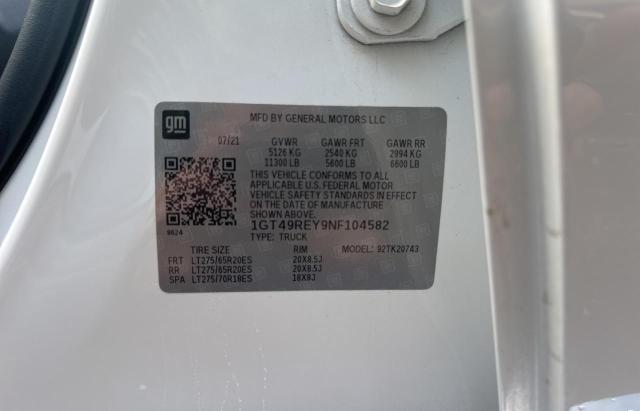 gm
MFD BY GENERAL MOTORS LLC
07/21 GVWR GAWR FRT GAWR RR
5126 KG 2540 KG 2994 KG
11300 LB 5600 LB 6600 LB
THIS VEHICLE CONFORMS TO ALL
APPLICABLE U.S. FEDERAL MOTOR
VEHICLE SAFETY STANDARDS IN EFFECT
ON THE DATE OF MANUFACTURE
SHOWN ABOVE.
1GT49REY9NF104582
8624 TYPE: TRUCK
TIRE SIZE RIM MODEL: 92TK20743
FRT LT275/65R20ES 20X8.5J
RR LT275/65R20ES 20X8.5J
SPA LT275/70R18ES 18X8J